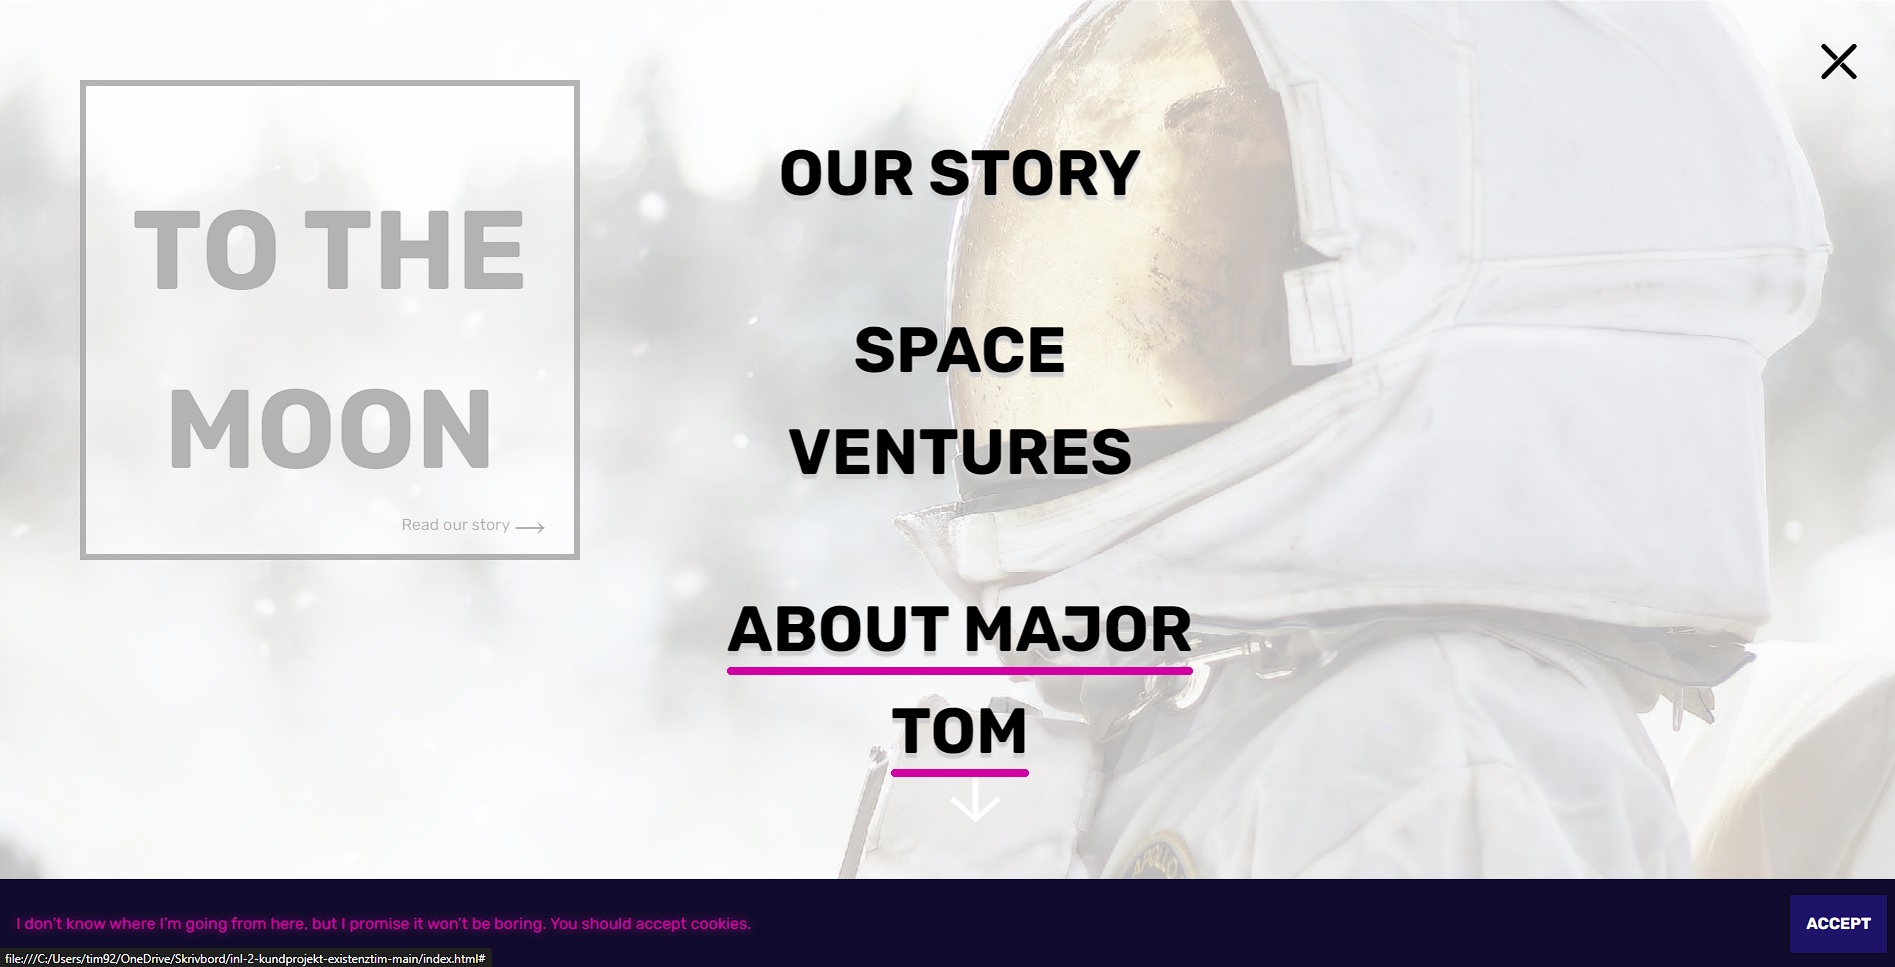 TO THE
MOON
Read our story
OUR STORY
SPACE
VENTURES
ABOUT MAJOR
TOM
APOLLO
I don't know where I'm going from here, but I promise it won't be boring. You should accept cookies.
ACCEPT
file:///C:/Users/tim92/OneDrive/Skrivbord/inl-2-kundprojekt-existenztim-main/index.html#